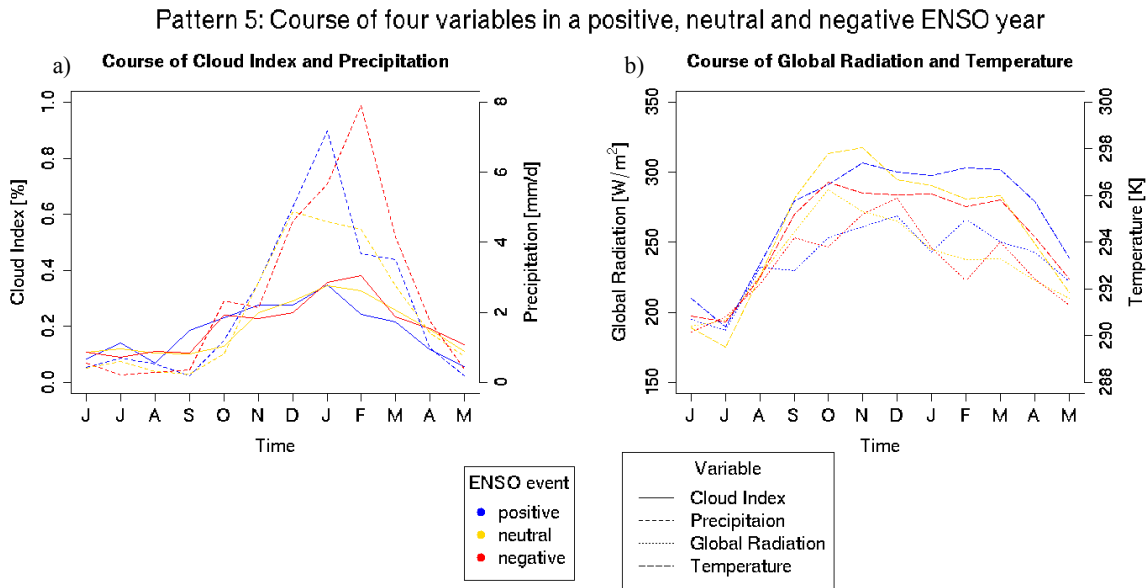 Pattern 5: Course of four variables in a positive, neutral and negative ENSO year
a) Course of Cloud Index and Precipitation
Cloud Index [%]
1.0
0.8
0.6
0.4
0.2
0.0
Precipitation [mm/d]
8
6
4
2
0
J J A S O N D J F M A M
Time
b) Course of Global Radiation and Temperature
Global Radiation [W/m²]
350
300
250
200
150
Temperature [K]
300
298
296
294
292
290
288
J J A S O N D J F M A M
Time
ENSO event
positive
neutral
negative
Variable
Cloud Index
Precipitaion
Global Radiation
Temperature